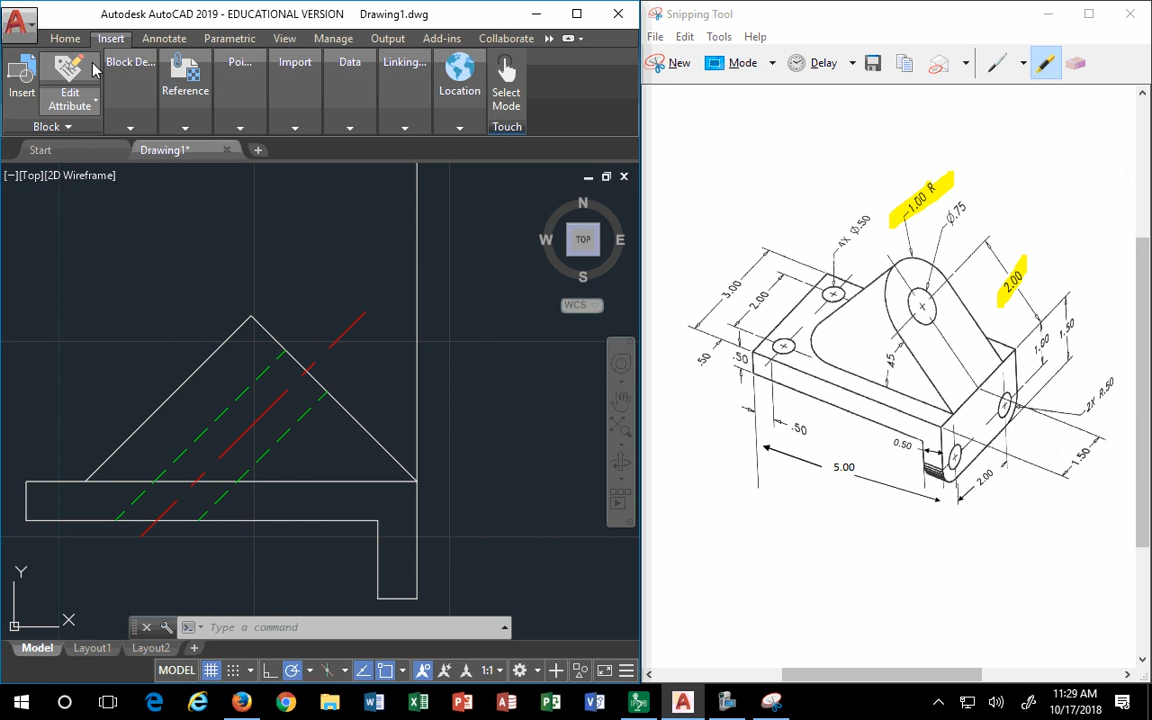 Autodesk AutoCAD 2019 - EDUCATIONAL VERSION Drawing1.dwg
Home Insert Annotate Parametric View Manage Output Add-ins Collaborate
Insert
Edit
Attribute
Block
Block De...
Reference
Poi...
Import
Data
Linking...
Location
Select
Mode
Touch
Start Drawing1*
[−][Top][2D Wireframe]
N
W TOP E
S
WCS
Y
X
Type a command
Model Layout1 Layout2
MODEL 1:1
Snipping Tool
File Edit Tools Help
New Mode Delay
1.00 R
Ø.75
4X Ø.50
3.00
2.00
2.00
.50
.50
45
1.00
1.50
.50
0.50
5.00
2X R.50
1.50
2.00
11:29 AM
10/17/2018